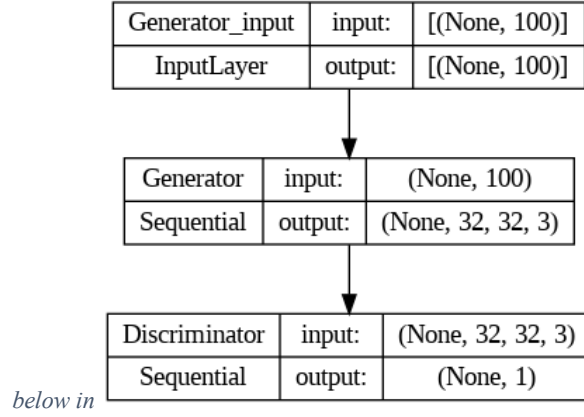 Generator_input input: [(None, 100)]
InputLayer output: [(None, 100)]
Generator input: (None, 100)
Sequential output: (None, 32, 32, 3)
Discriminator input: (None, 32, 32, 3)
Sequential output: (None, 1)
below in